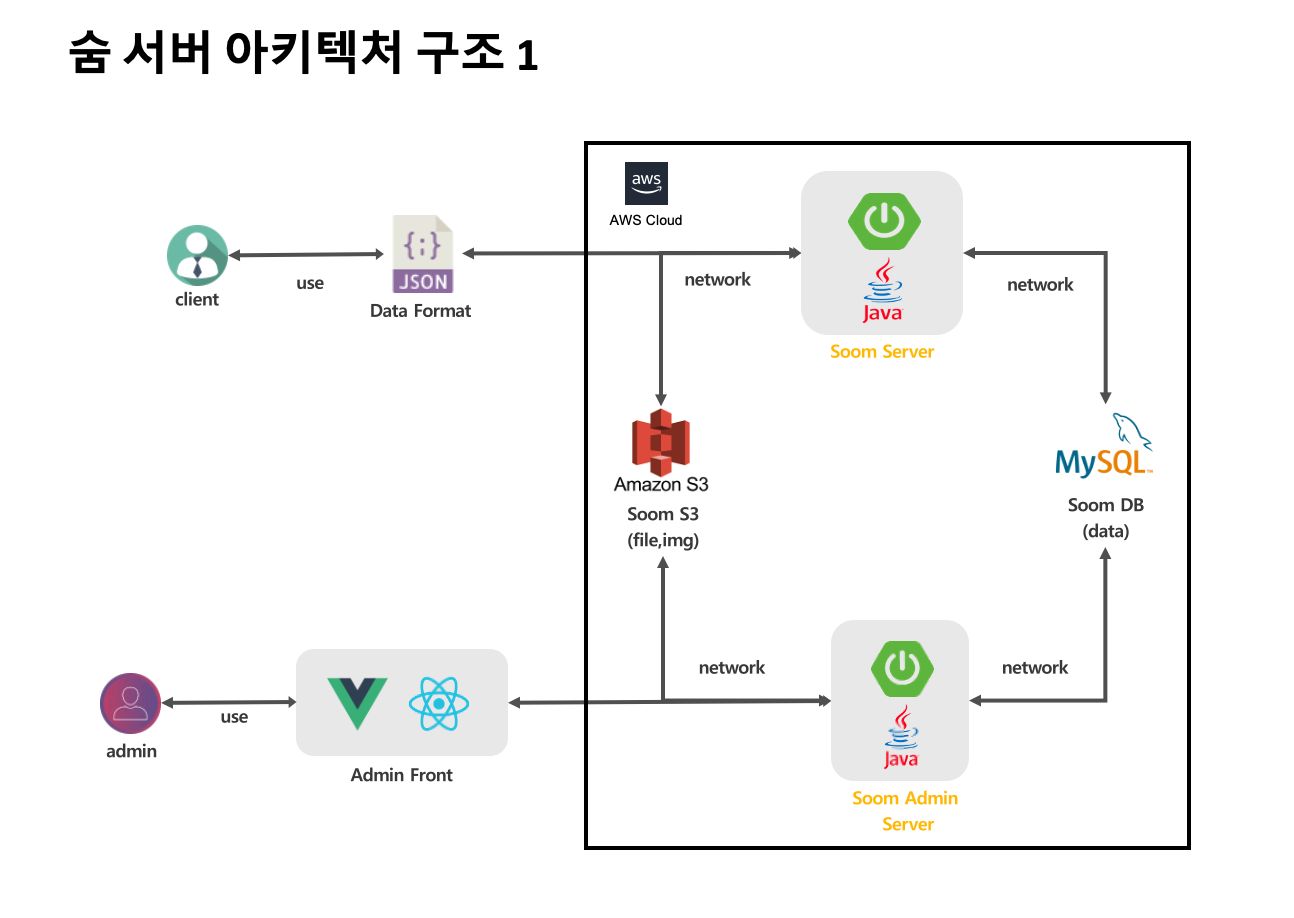 숨 서버 아키텍처 구조 1
aws
AWS Cloud
{;}
JSON
client
use
Data Format
network
Java
Soom Server
network
Amazon S3
Soom S3
(file,img)
MySQL™
Soom DB
(data)
admin
use
Admin Front
network
Java
Soom Admin
Server
network